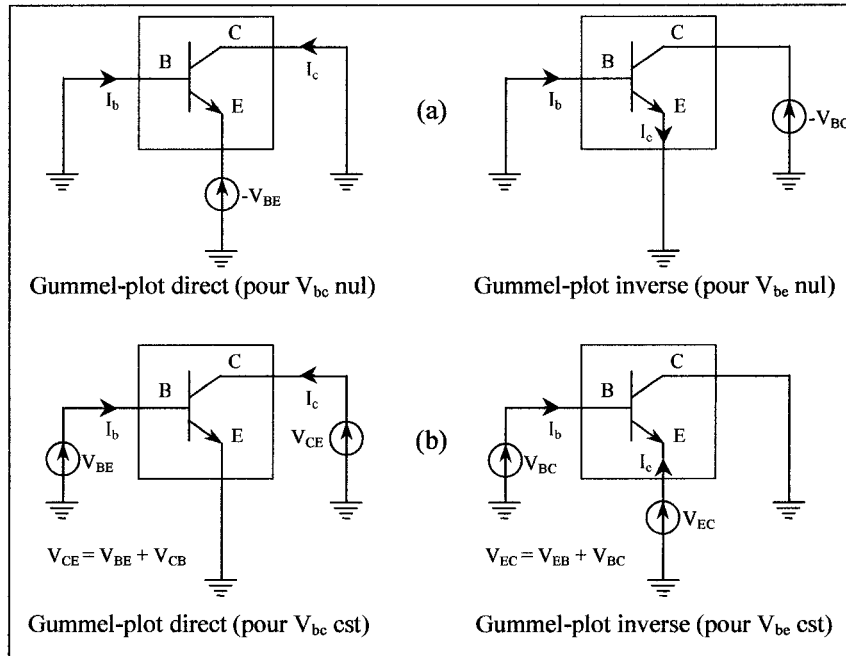 C
B
I_b
I_c
E
-V_BE
Gummel-plot direct (pour V_bc nul)
(a)
C
B
I_b
E
I_c
-V_BC
Gummel-plot inverse (pour V_be nul)
C
B
I_b
I_c
E
V_BE
V_CE
V_CE = V_BE + V_CB
Gummel-plot direct (pour V_bc cst)
(b)
C
B
I_b
E
I_c
V_BC
V_EC
V_EC = V_EB + V_BC
Gummel-plot inverse (pour V_be cst)